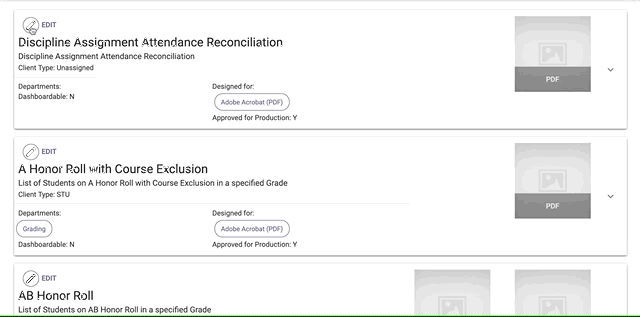 EDIT
Discipline Assignment Attendance Reconciliation
Discipline Assignment Attendance Reconciliation
Client Type: Unassigned
Departments:
Dashboardable: N
Designed for:
Adobe Acrobat (PDF)
Approved for Production: Y
PDF
EDIT
A Honor Roll with Course Exclusion
List of Students on A Honor Roll with Course Exclusion in a specified Grade
Client Type: STU
Departments:
Grading
Dashboardable: N
Designed for:
Adobe Acrobat (PDF)
Approved for Production: Y
PDF
EDIT
AB Honor Roll
List of Students on AB Honor Roll in a specified Grade